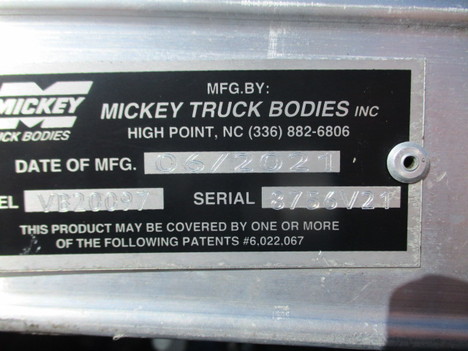 MFG.BY:
MICKEY
MICKEY TRUCK BODIES INC
TRUCK BODIES
HIGH POINT, NC (336) 882-6806
DATE OF MFG. 06/2021
SERIAL
THIS PRODUCT MAY BE COVERED BY ONE OR MORE
OF THE FOLLOWING PATENTS #6.022.067